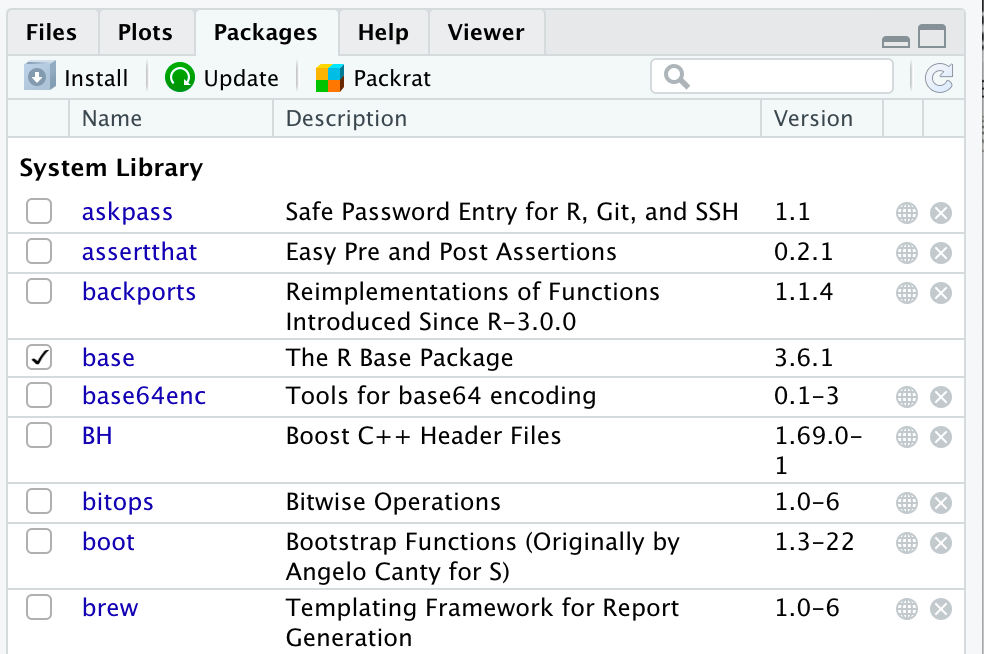 Files Plots Packages Help Viewer
Install Update Packrat
Name Description Version
System Library
askpass Safe Password Entry for R, Git, and SSH 1.1
assertthat Easy Pre and Post Assertions 0.2.1
backports Reimplementations of Functions 1.1.4
Introduced Since R-3.0.0
base The R Base Package 3.6.1
base64enc Tools for base64 encoding 0.1-3
BH Boost C++ Header Files 1.69.0-
1
bitops Bitwise Operations 1.0-6
boot Bootstrap Functions (Originally by 1.3-22
Angelo Canty for S)
brew Templating Framework for Report 1.0-6
Generation